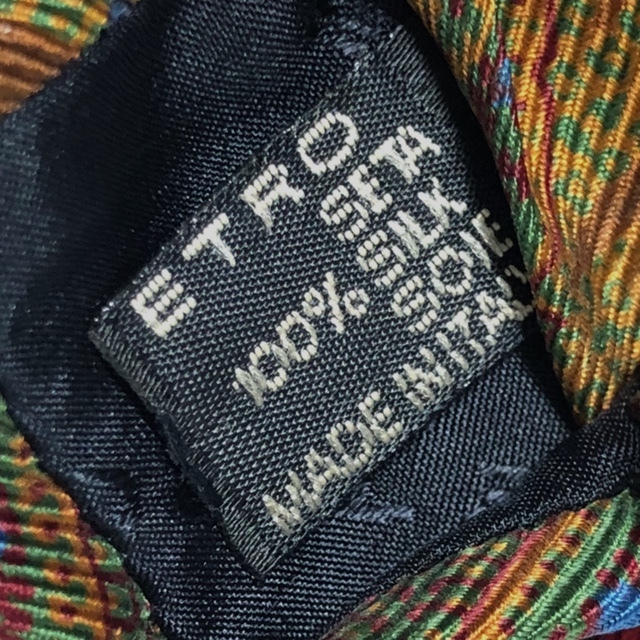 ETRO
SETA
100% SILK
SOIE
MADE IN ITALY